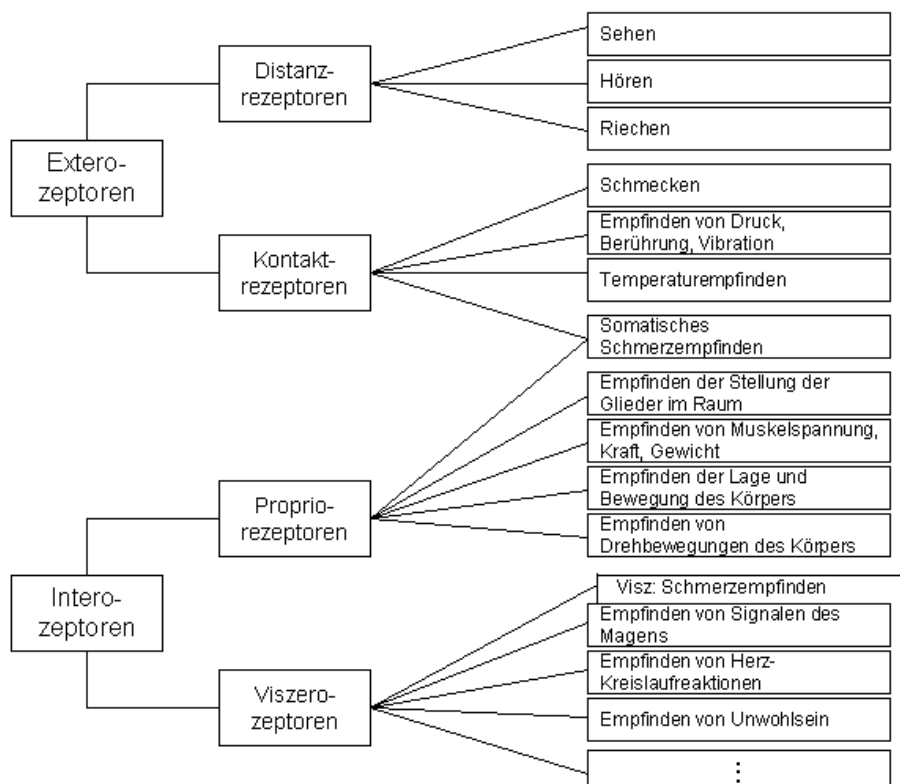 Extero-
zeptoren
Distanz-
rezeptoren
Sehen
Hören
Riechen
Kontakt-
rezeptoren
Schmecken
Empfinden von Druck,
Berührung, Vibration
Temperaturempfinden
Somatisches
Schmerzempfinden
Intero-
zeptoren
Proprio-
rezeptoren
Empfinden der Stellung der
Glieder im Raum
Empfinden von Muskelspannung,
Kraft, Gewicht
Empfinden der Lage und
Bewegung des Körpers
Empfinden von
Drehbewegungen des Körpers
Viszero-
zeptoren
Visz: Schmerzempfinden
Empfinden von Signalen des
Magens
Empfinden von Herz-
Kreislaufreaktionen
Empfinden von Unwohlsein
⋮